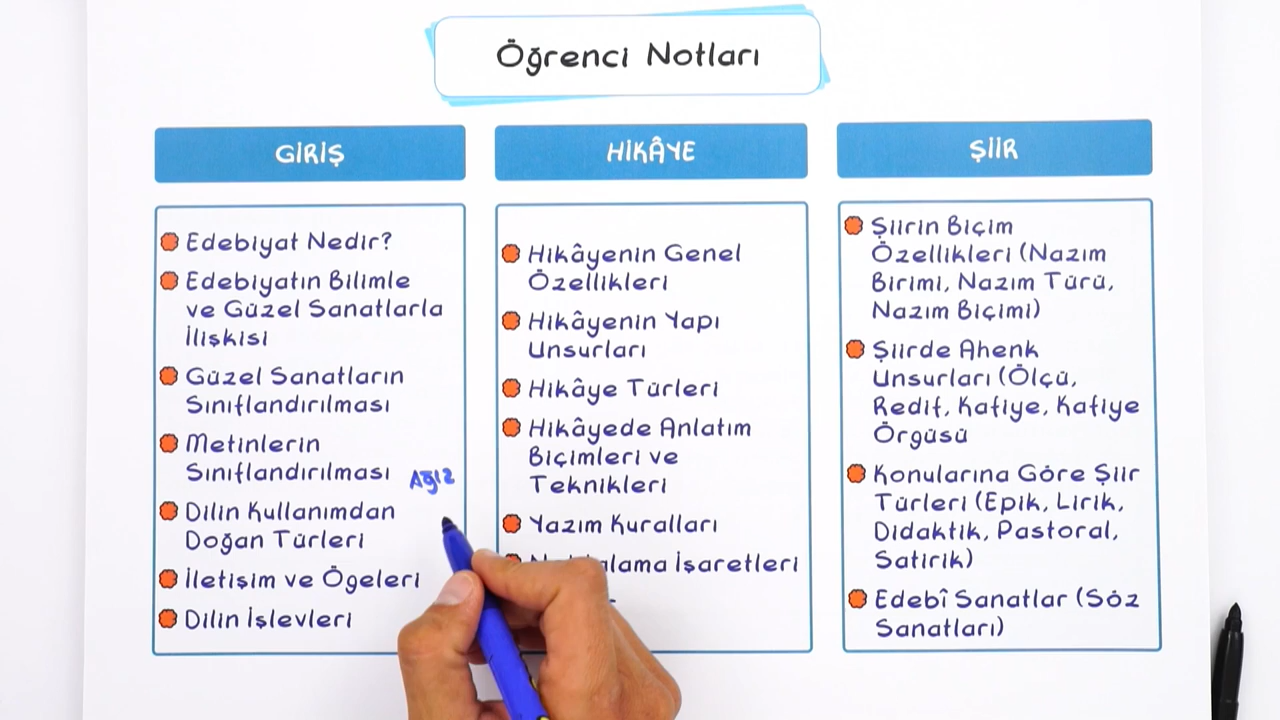 Öğrenci Notları
GİRİŞ
Edebiyat Nedir?
Edebiyatın Bilimle
ve Güzel Sanatlarla
İlişkisi
Güzel Sanatların
Sınıflandırılması
Metinlerin
Sınıflandırılması
Ağız
Dilin Kullanımdan
Doğan Türleri
İletişim ve Ögeleri
Dilin İşlevleri
HİKÂYE
Hikâyenin Genel
Özellikleri
Hikâyenin Yapı
Unsurları
Hikâye Türleri
Hikâyede Anlatım
Biçimleri ve
Teknikleri
Yazım Kuralları
İşaretleri
ŞİİR
Şiirin Biçim
Özellikleri (Nazım
Birimi, Nazım Türü,
Nazım Biçimi)
Şiirde Ahenk
Unsurları (Ölçü,
Redif, Kafiye, Kafiye
Örgüsü
Konularına Göre Şiir
Türleri (Epik, Lirik,
Didaktik, Pastoral,
Satirik)
Edebî Sanatlar (Söz
Sanatları)